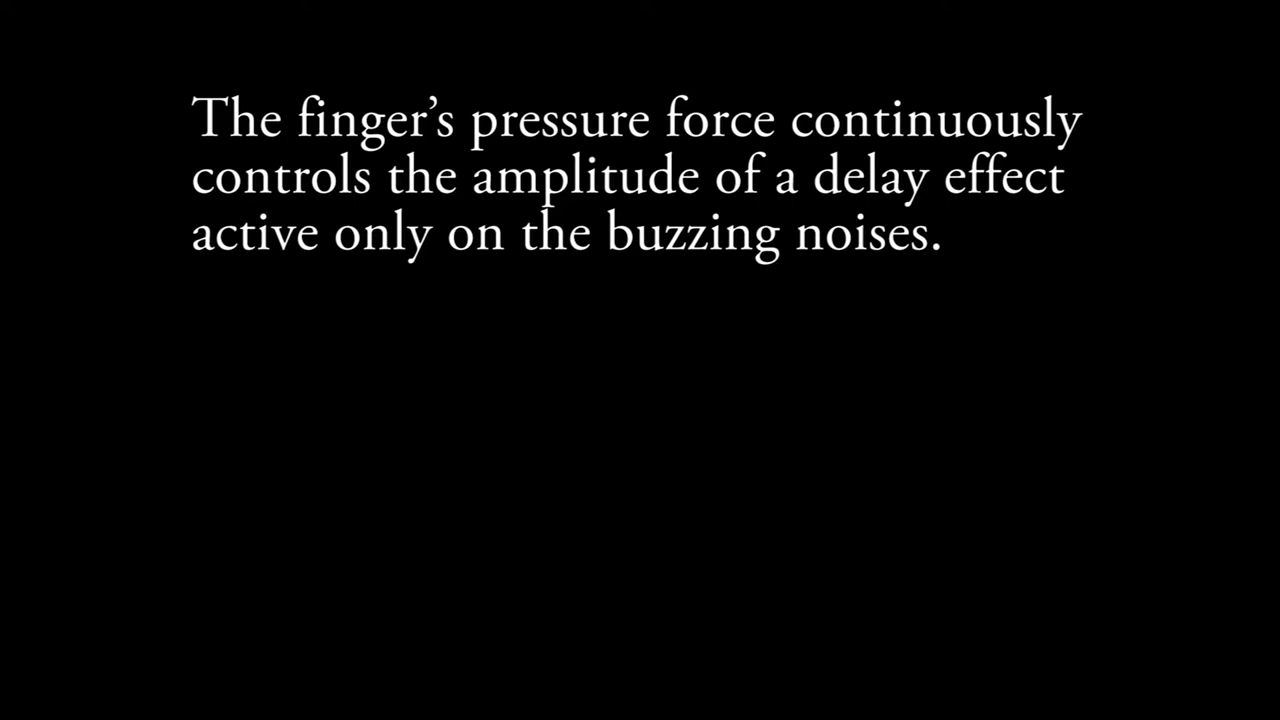 The finger’s pressure force continuously
controls the amplitude of a delay effect
active only on the buzzing noises.